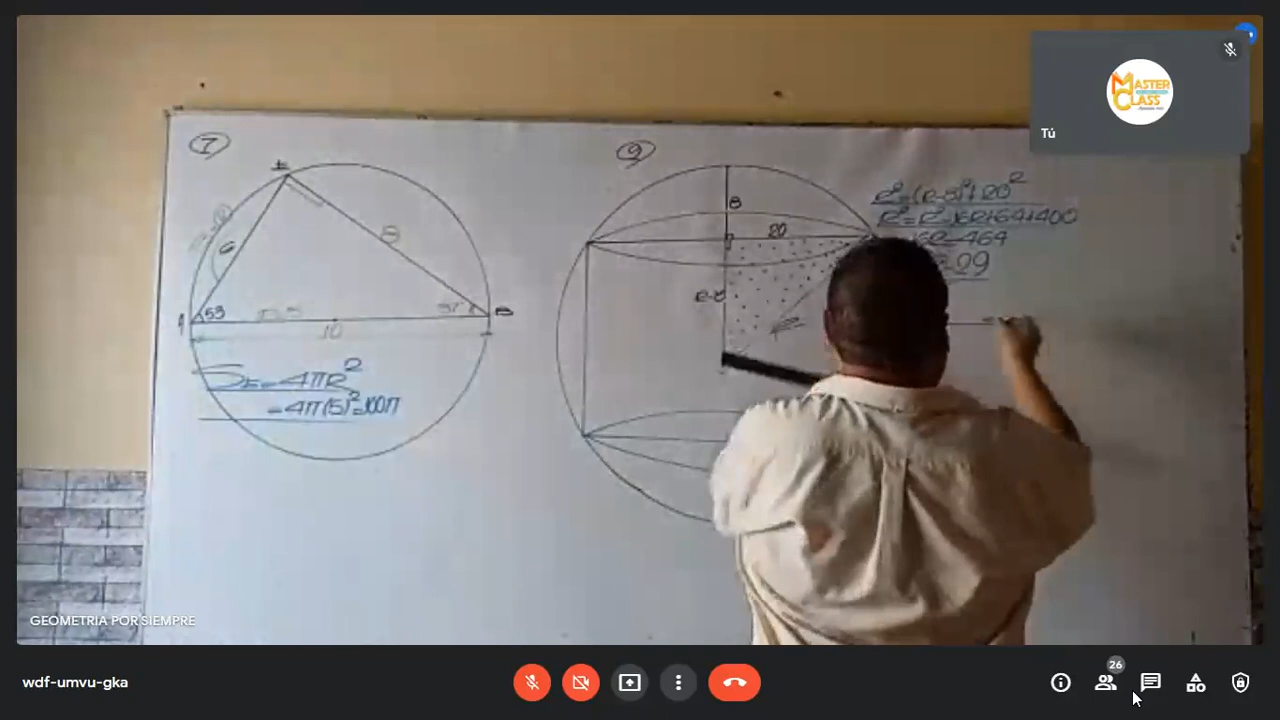 MASTER
CLASS
Tú
7
6
8
A
53
37
B
10
= 4πR²
= 4π(5)²=100π
9
8
20
R-8
R
R²=(R-8)²+20²
R²=R²-16R+64+400
16R=464
29
GEOMETRIA POR SIEMPRE
wdf-umvu-gka
26